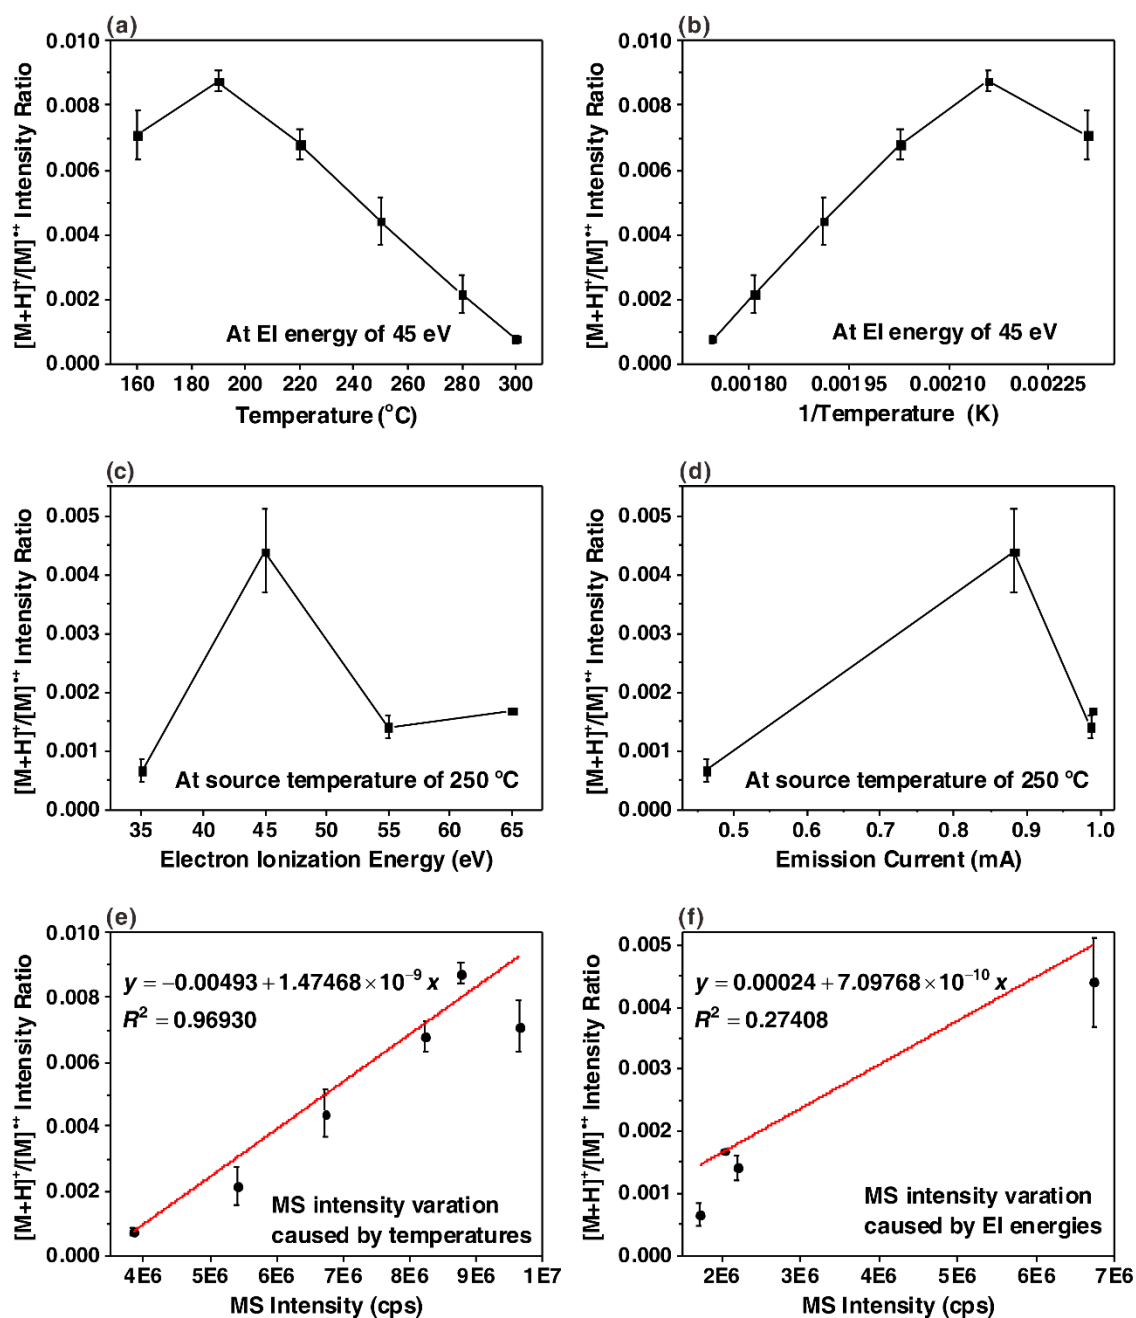 (a)
[M+H]⁺/[M]•⁺ Intensity Ratio
0.010
0.008
0.006
0.004
0.002
0.000
At EI energy of 45 eV
160 180 200 220 240 260 280 300
Temperature (°C)
(b)
[M+H]⁺/[M]•⁺ Intensity Ratio
0.010
0.008
0.006
0.004
0.002
0.000
At EI energy of 45 eV
0.00180 0.00195 0.00210 0.00225
1/Temperature (K)
(c)
[M+H]⁺/[M]•⁺ Intensity Ratio
0.005
0.004
0.003
0.002
0.001
0.000
At source temperature of 250 °C
35 40 45 50 55 60 65
Electron Ionization Energy (eV)
(d)
[M+H]⁺/[M]•⁺ Intensity Ratio
0.005
0.004
0.003
0.002
0.001
0.000
At source temperature of 250 °C
0.5 0.6 0.7 0.8 0.9 1.0
Emission Current (mA)
(e)
[M+H]⁺/[M]•⁺ Intensity Ratio
0.010
0.008
0.006
0.004
0.002
0.000
y = −0.00493 + 1.47468 × 10⁻⁹ x
R² = 0.96930
MS intensity varation
caused by temperatures
4E6 5E6 6E6 7E6 8E6 9E6 1E7
MS Intensity (cps)
(f)
[M+H]⁺/[M]•⁺ Intensity Ratio
0.005
0.004
0.003
0.002
0.001
0.000
y = 0.00024 + 7.09768 × 10⁻¹⁰ x
R² = 0.27408
MS intensity varation
caused by EI energies
2E6 3E6 4E6 5E6 6E6 7E6
MS Intensity (cps)